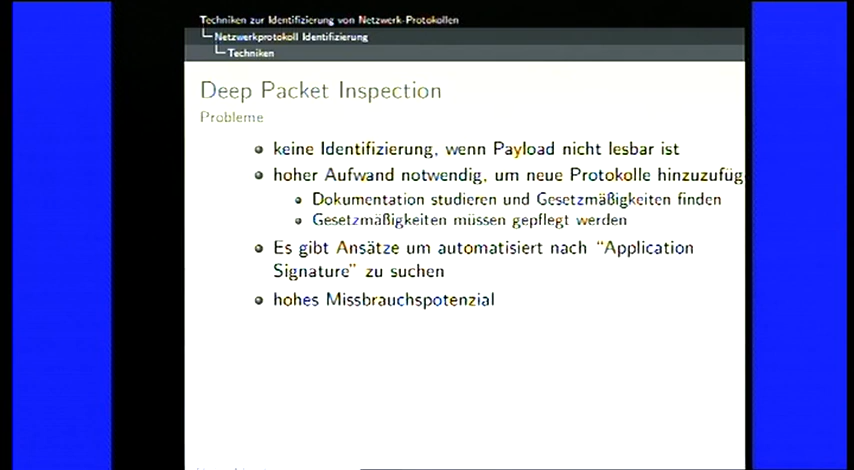 Techniken zur Identifizierung von Netzwerk-Protokollen
Netzwerkprotokoll Identifizierung
Techniken
Deep Packet Inspection
Probleme
keine Identifizierung, wenn Payload nicht lesbar ist
hoher Aufwand notwendig, um neue Protokolle hinzuzufüg
Dokumentation studieren und Gesetzmäßigkeiten finden
Gesetzmäßigkeiten müssen gepflegt werden
Es gibt Ansätze um automatisiert nach "Application
Signature" zu suchen
hohes Missbrauchspotenzial